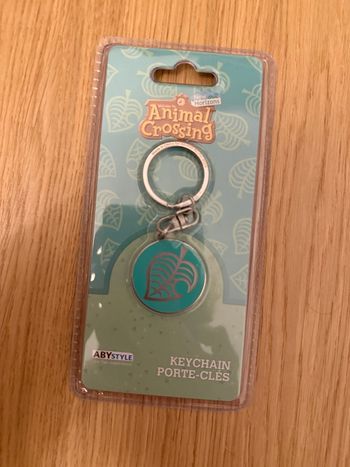 Animal
Crossing
New
Horizons
ABYSTYLE
KEYCHAIN
PORTE-CLÉS